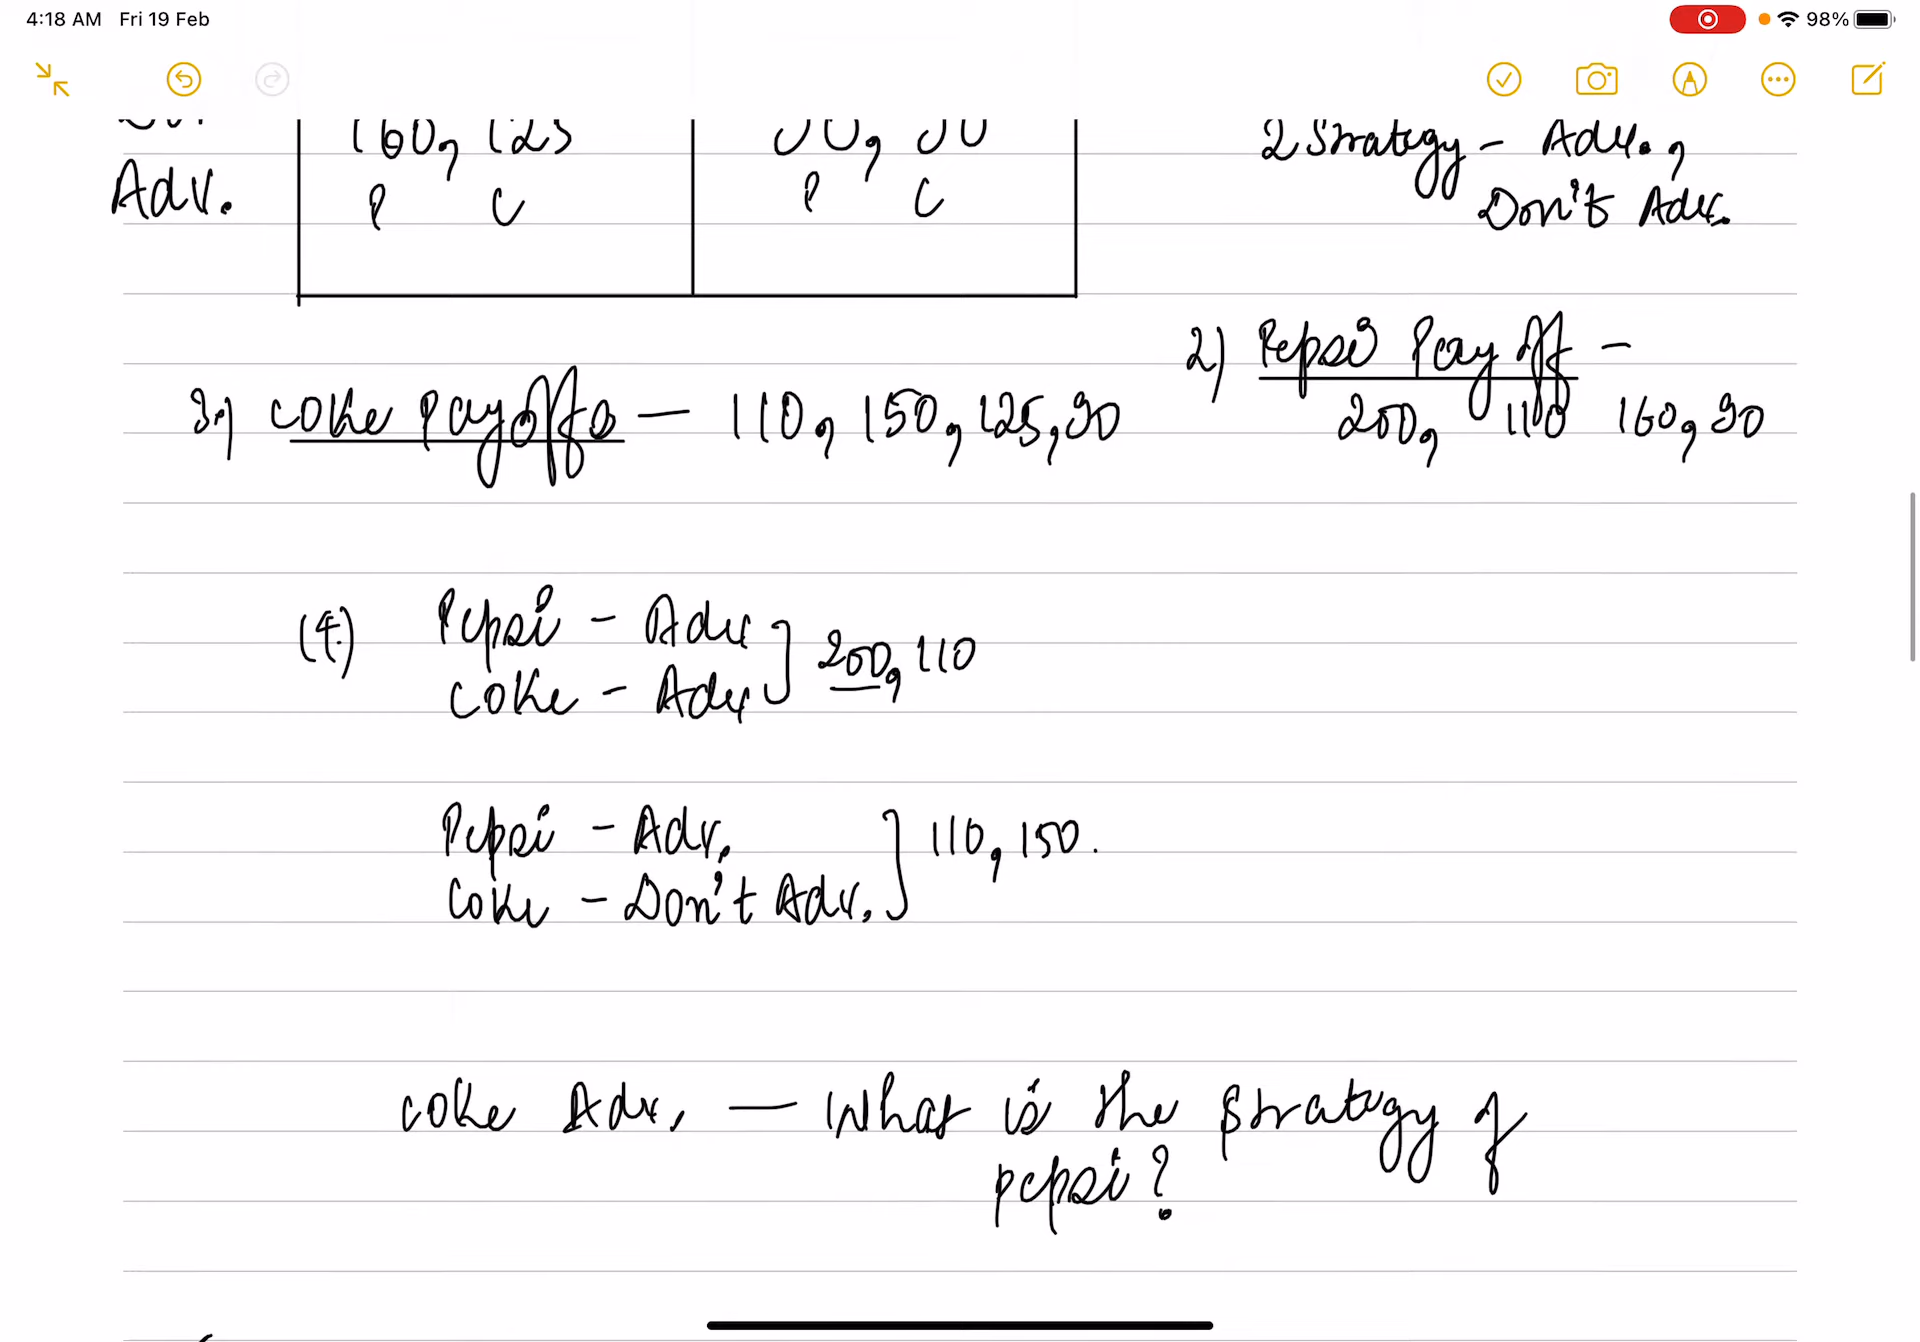 4:18 AM Fri 19 Feb
98%
160, 125
Adv.
P C
P C
2 Strategy - Adv.,
Don't Adv.
2) Pepsi Pay off -
200, 110 160, 90
3) Coke Payoffs - 110, 150, 125, 90
(4) Pepsi - Adv
Coke - Adv
200, 110
Pepsi - Adv.
Coke - Don't Adv.
110, 150.
Coke Adv, - What is the strategy of
pepsi?